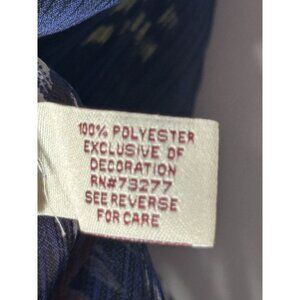 100% POLYESTER
EXCLUSIVE OF
DECORATION
RN#73277
SEE REVERSE
FOR CARE